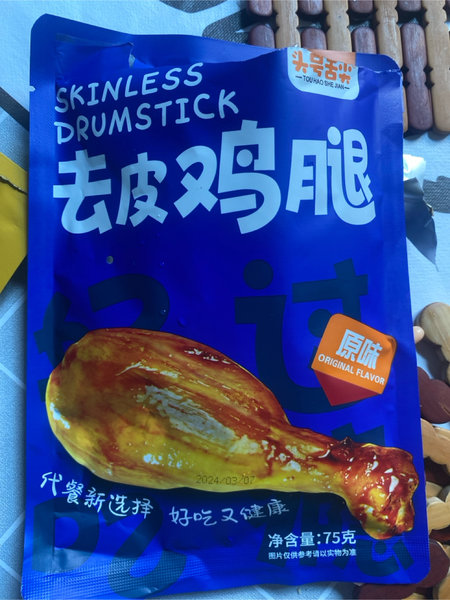 头号舌尖
TOU HAO SHE JIAN
SKINLESS
DRUMSTICK
去皮鸡腿
过
原味
ORIGINAL FLAVOR
2024/03/07
代餐新选择 好吃又健康
净含量:75克
图片仅供参考请以实物为准